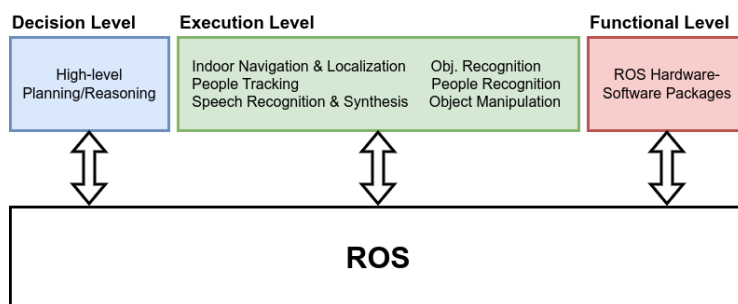 Decision Level
Execution Level
Functional Level
High-level
Planning/Reasoning
Indoor Navigation & Localization
People Tracking
Speech Recognition & Synthesis
Obj. Recognition
People Recognition
Object Manipulation
ROS Hardware-
Software Packages
ROS